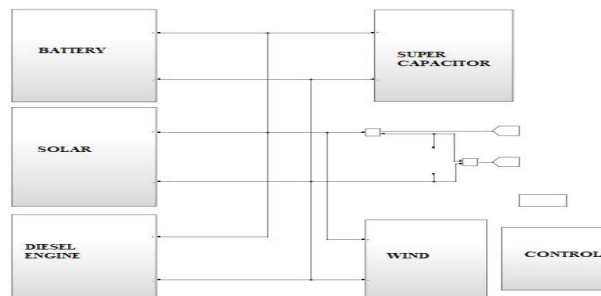 BATTERY
SUPER
CAPACITOR
SOLAR
DIESEL
ENGINE
WIND
CONTROL